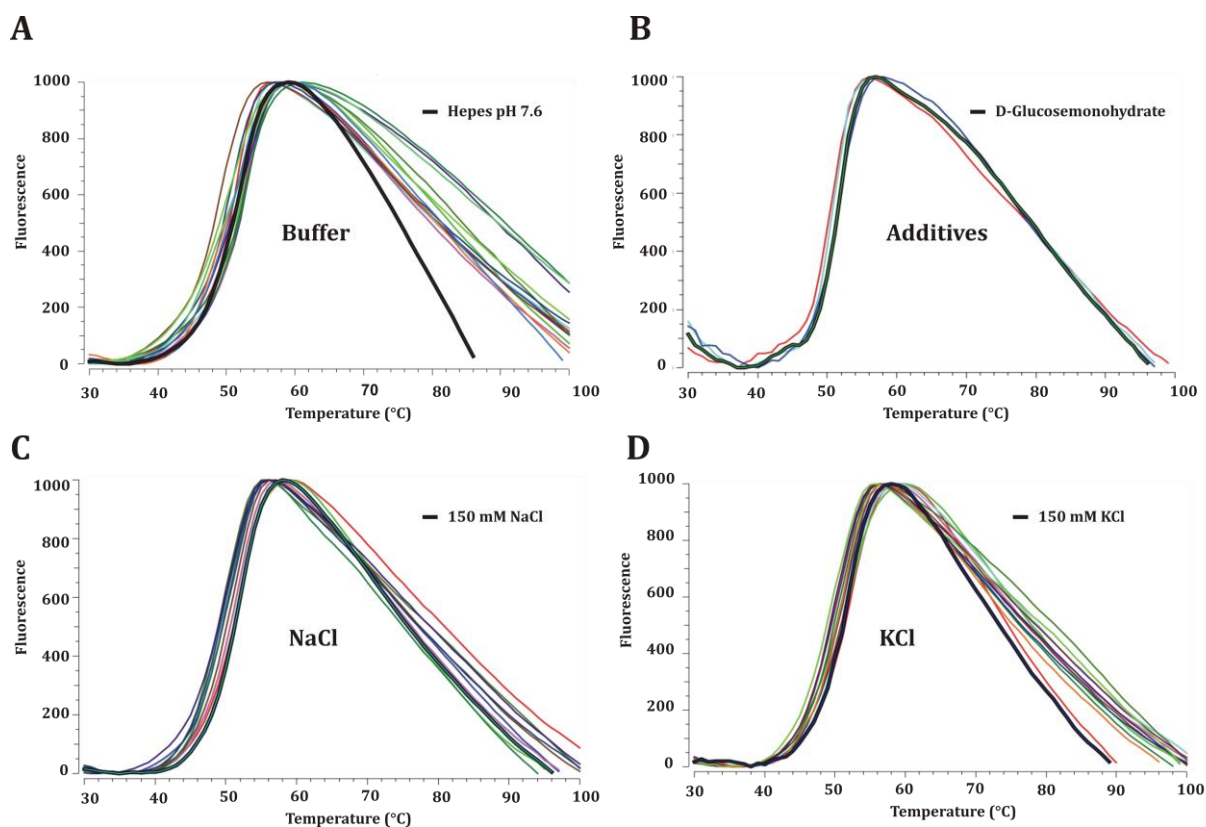 A
B
1000
800
600
400
200
0
Fluorescence
Hepes pH 7.6
Buffer
30 40 50 60 70 80 90 100
Temperature (°C)
1000
800
600
400
200
0
Fluorescence
D-Glucosemonohydrate
Additives
30 40 50 60 70 80 90 100
Temperature (°C)
C
D
1000
800
600
400
200
0
Fluorescence
150 mM NaCl
NaCl
30 40 50 60 70 80 90 100
Temperature (°C)
1000
800
600
400
200
0
Fluorescence
150 mM KCl
KCl
30 40 50 60 70 80 90 100
Temperature (°C)